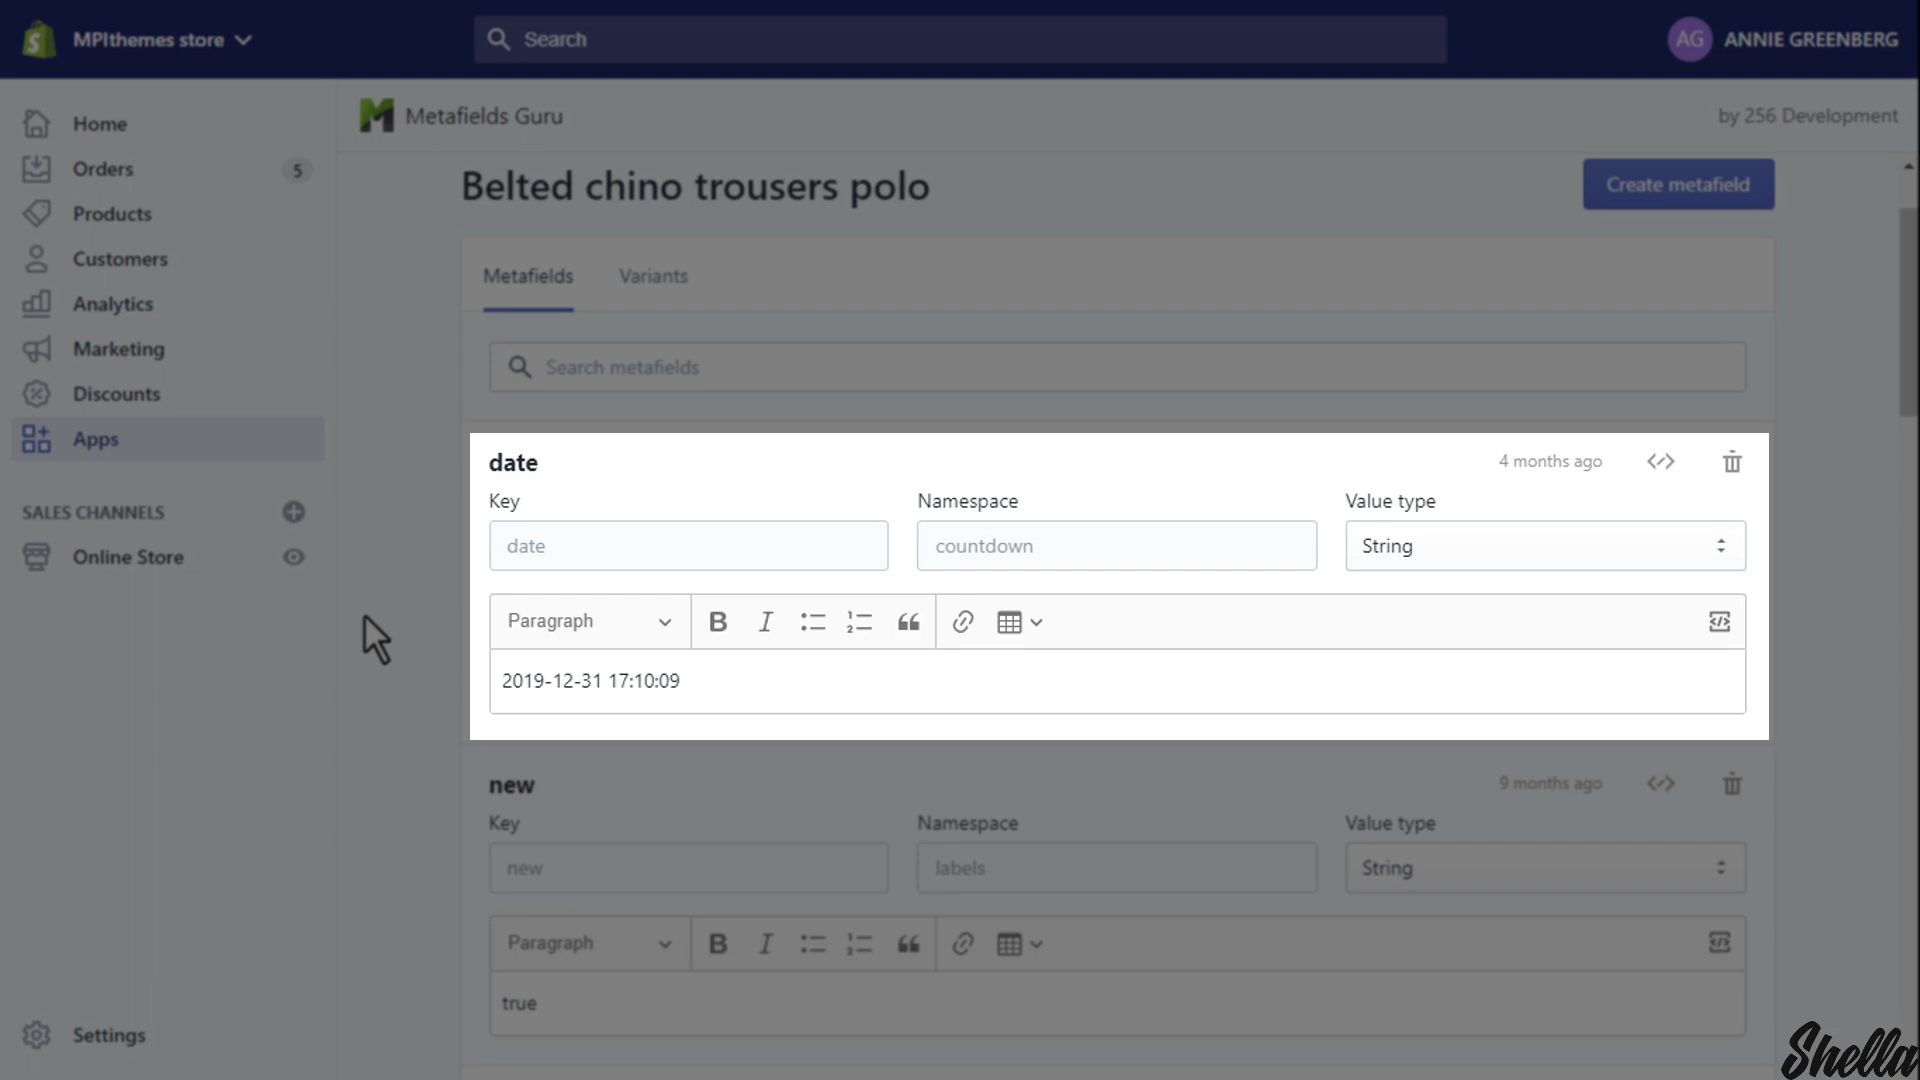 MPIthemes store
Search
AG ANNIE GREENBERG
Home
Orders 5
Products
Customers
Analytics
Marketing
Discounts
Apps
SALES CHANNELS
Online Store
Settings
Metafields Guru
by 256 Development
Belted chino trousers polo
Create metafield
Metafields Variants
Search metafields
date
4 months ago
Key Namespace Value type
date countdown String
Paragraph B I
2019-12-31 17:10:09
new
9 months ago
Key Namespace Value type
new labels String
Paragraph B I
true
Shella